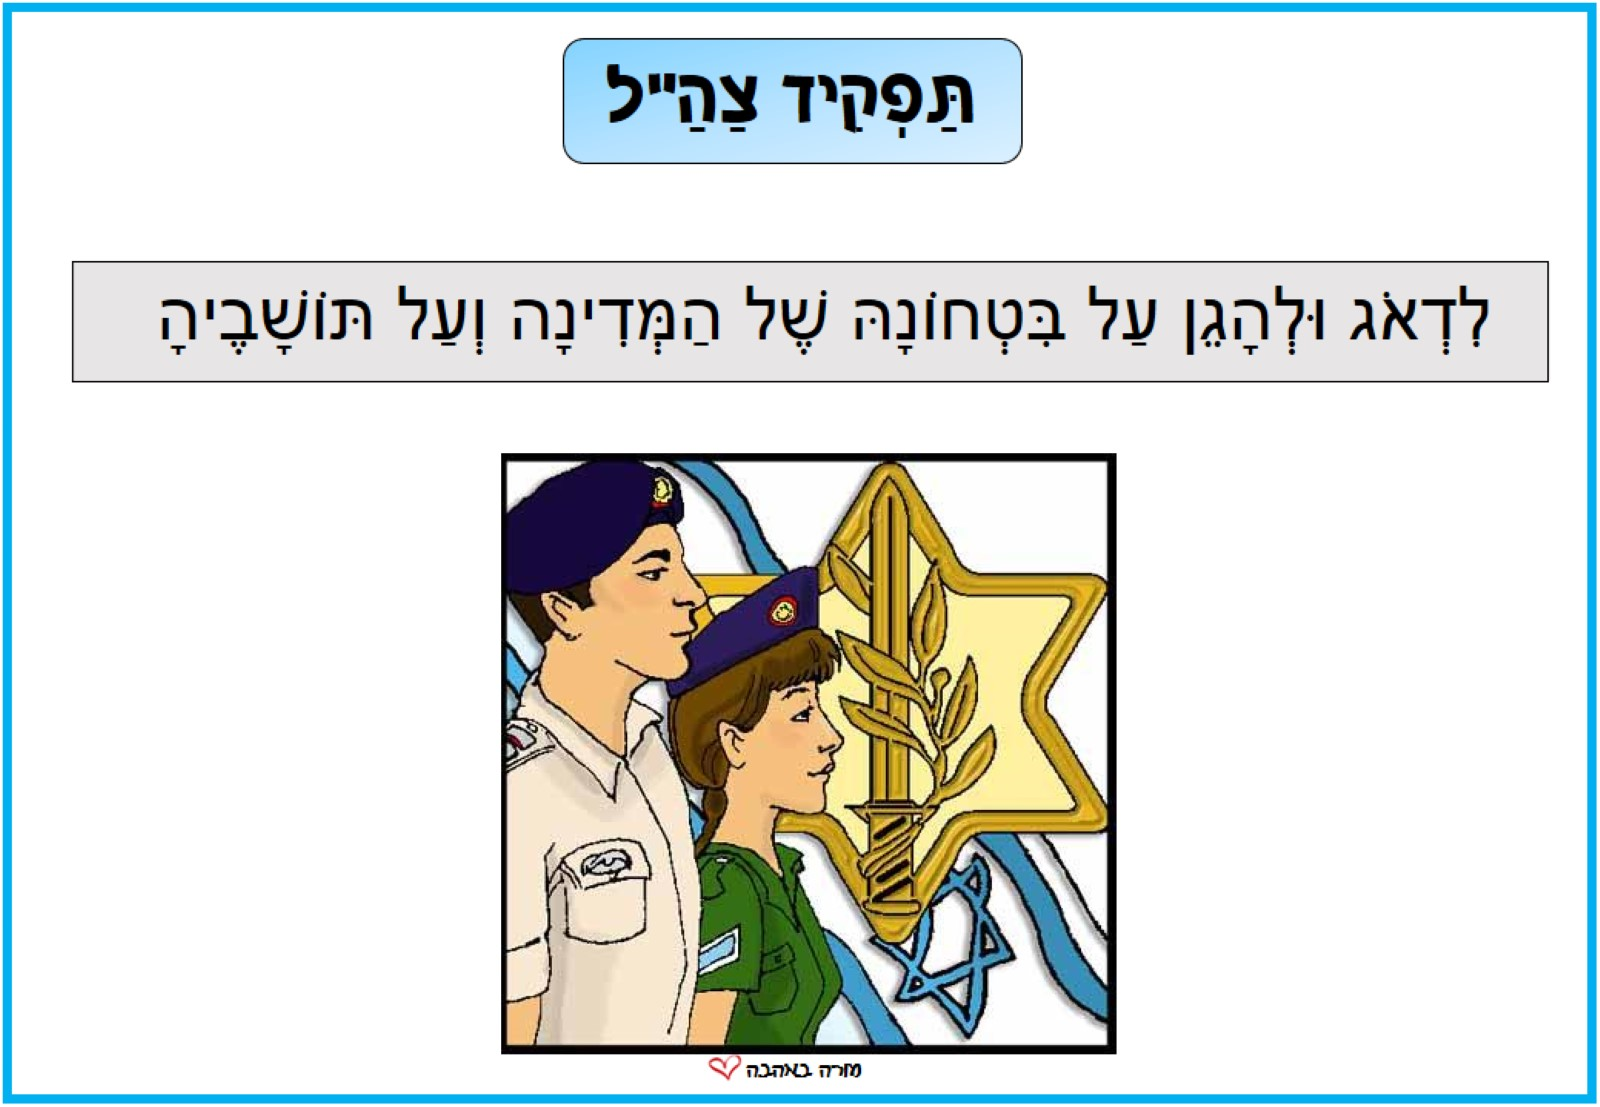 תַּפְקִיד צַהַ"ל
לִדְאֹג וּלְהָגֵן עַל בִּטְחוֹנָהּ שֶׁל הַמְּדִינָה וְעַל תּוֹשָׁבֶיהָ
מורה באהבה